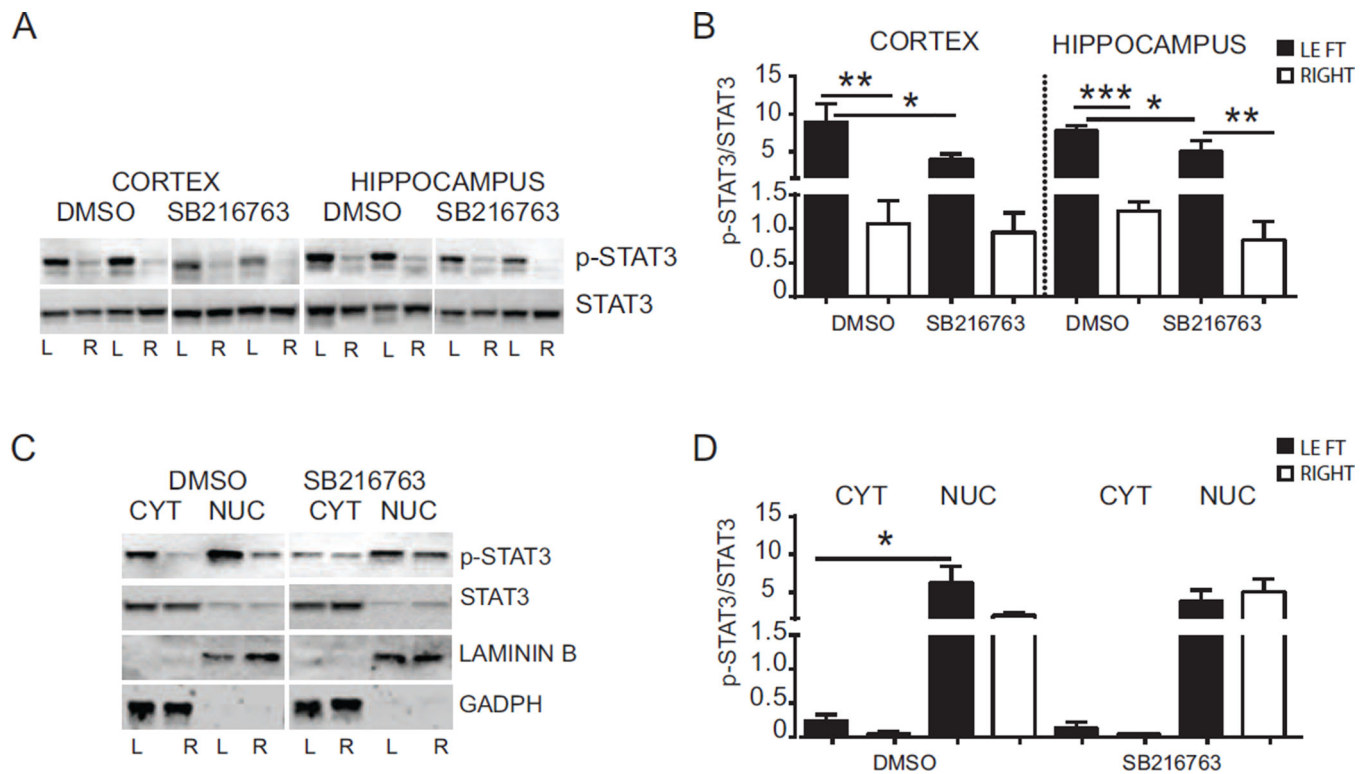 A
CORTEX HIPPOCAMPUS
DMSO SB216763 DMSO SB216763
p-STAT3
STAT3
L R L R L R L R L R L R L R L R
B
CORTEX HIPPOCAMPUS
LE FT
RIGHT
p-STAT3/STAT3
15
10
5
1.5
1.0
0.5
0
** * *** * **
DMSO SB216763 DMSO SB216763
C
DMSO SB216763
CYT NUC CYT NUC
p-STAT3
STAT3
LAMININ B
GADPH
L R L R L R L R
D
LE FT
RIGHT
CYT NUC CYT NUC
p-STAT3/STAT3
15
10
5
1.5
1.0
0.5
0
*
DMSO SB216763